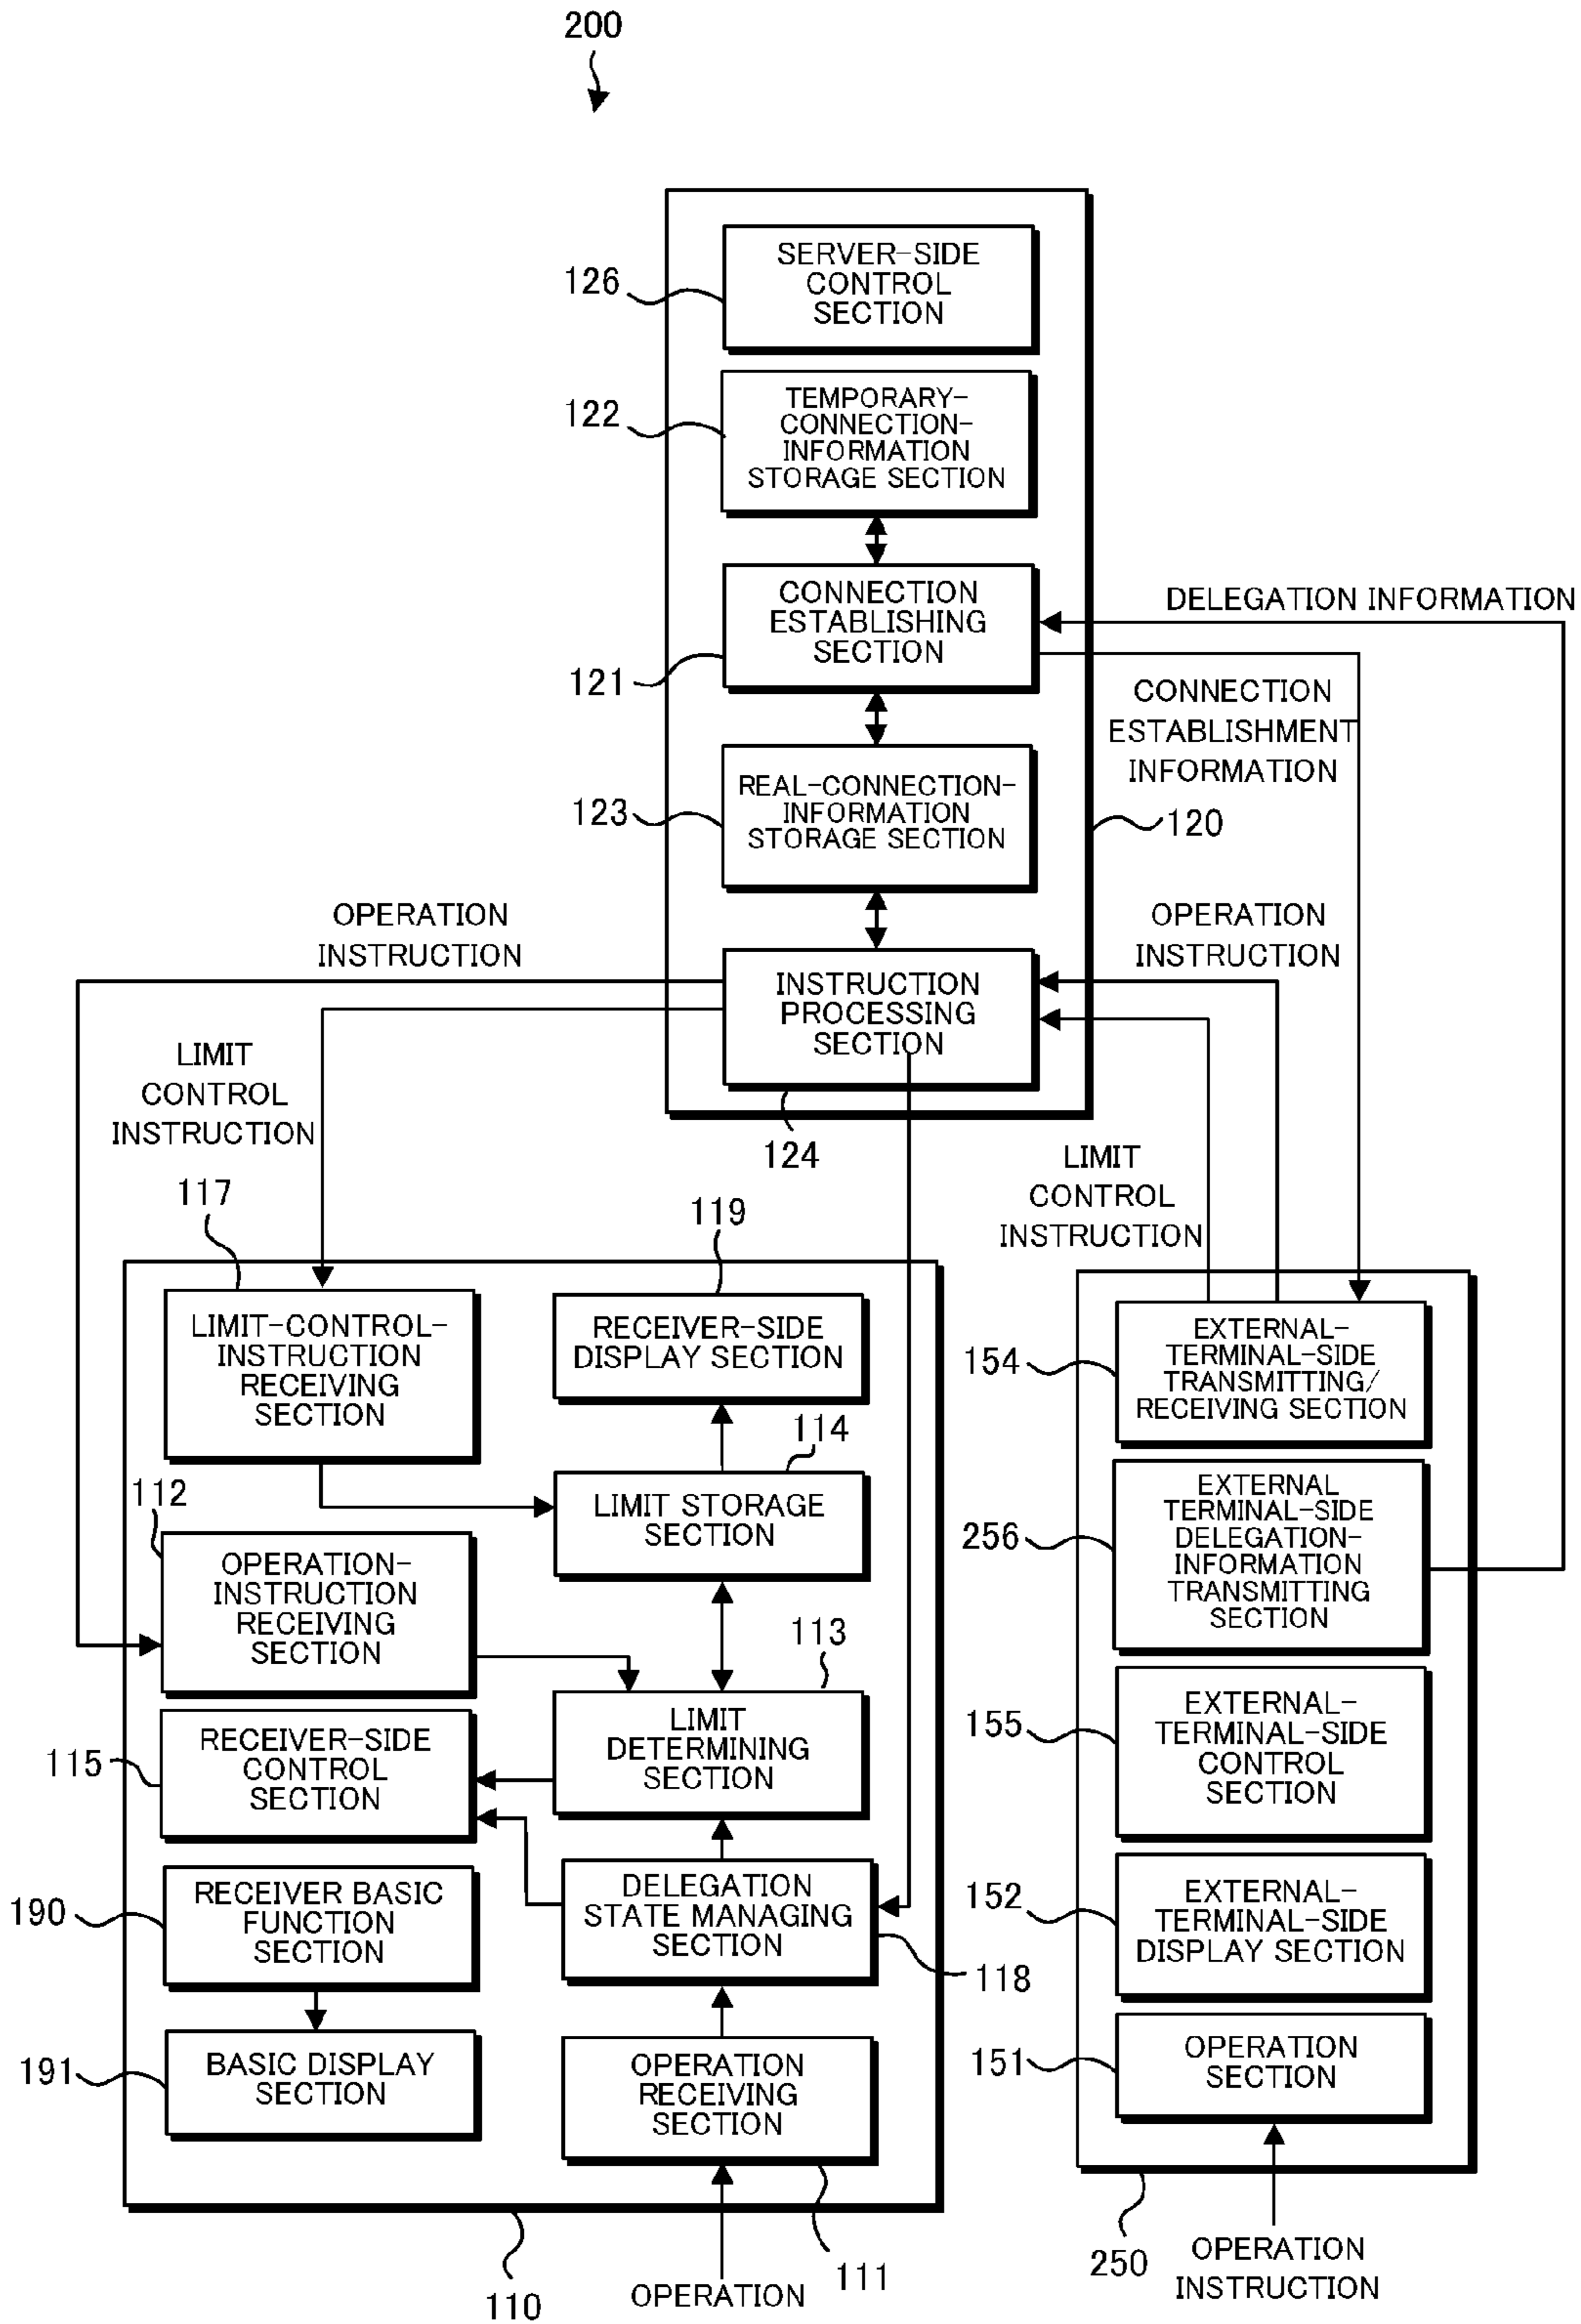 200
SERVER-SIDE
CONTROL
SECTION
126
TEMPORARY-
CONNECTION-
INFORMATION
STORAGE SECTION
122
CONNECTION
ESTABLISHING
SECTION
121
DELEGATION INFORMATION
CONNECTION
ESTABLISHMENT
INFORMATION
REAL-CONNECTION-
INFORMATION
STORAGE SECTION
123
120
OPERATION
INSTRUCTION
OPERATION
INSTRUCTION
INSTRUCTION
PROCESSING
SECTION
124
LIMIT
CONTROL
INSTRUCTION
LIMIT
CONTROL
INSTRUCTION
117
119
LIMIT-CONTROL-
INSTRUCTION
RECEIVING
SECTION
RECEIVER-SIDE
DISPLAY SECTION
114
LIMIT STORAGE
SECTION
112
OPERATION-
INSTRUCTION
RECEIVING
SECTION
113
LIMIT
DETERMINING
SECTION
RECEIVER-SIDE
CONTROL
SECTION
115
DELEGATION
STATE MANAGING
SECTION
118
RECEIVER BASIC
FUNCTION
SECTION
190
BASIC DISPLAY
SECTION
191
OPERATION
RECEIVING
SECTION
111
110
OPERATION
EXTERNAL-
TERMINAL-SIDE
TRANSMITTING/
RECEIVING SECTION
154
EXTERNAL
TERMINAL-SIDE
DELEGATION-
INFORMATION
TRANSMITTING
SECTION
256
EXTERNAL-
TERMINAL-SIDE
CONTROL
SECTION
155
EXTERNAL-
TERMINAL-SIDE
DISPLAY SECTION
152
OPERATION
SECTION
151
250
OPERATION
INSTRUCTION